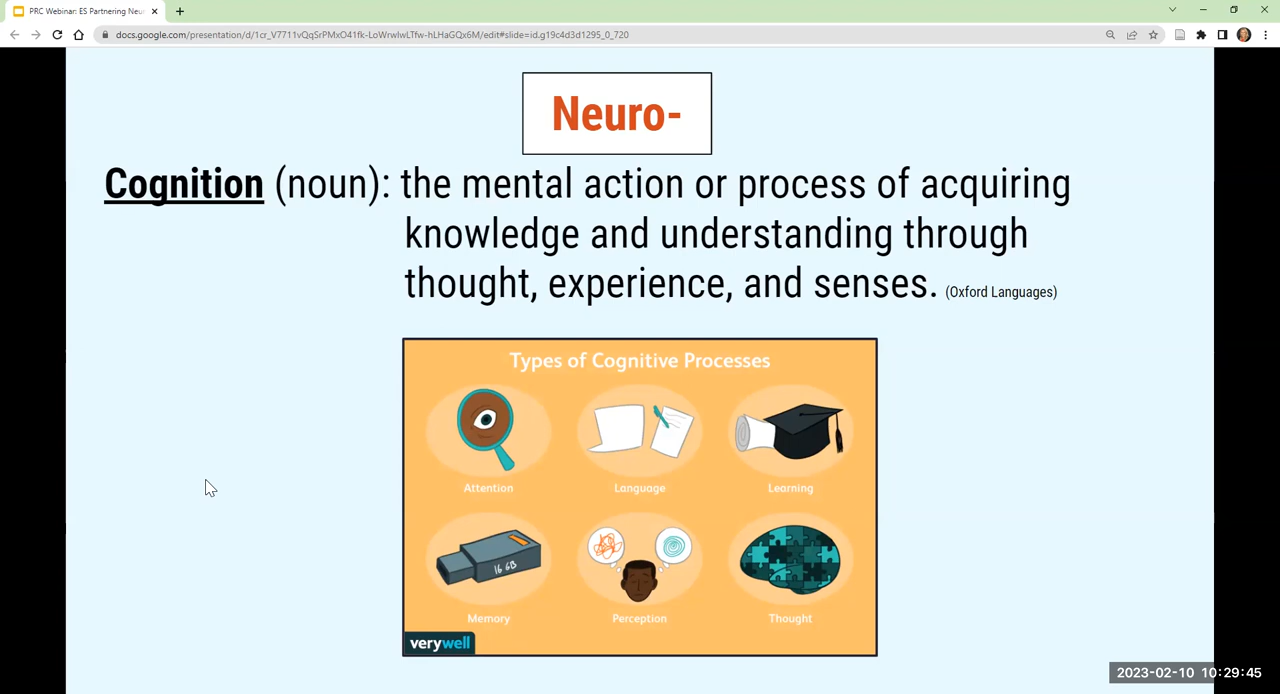 PRC Webinar: ES Partnering Neu
docs.google.com/presentation/d/1cr_V7711vQqSrPMxO41fk-LoWrwlwLTfw-hLHaGQx6M/edit#slide=id.g19c4d3d1295_0_720
Neuro-
Cognition (noun): the mental action or process of acquiring
knowledge and understanding through
thought, experience, and senses. (Oxford Languages)
Types of Cognitive Processes
Attention Language Learning
16 GB
Memory Perception Thought
verywell
2023-02-10 10:29:45